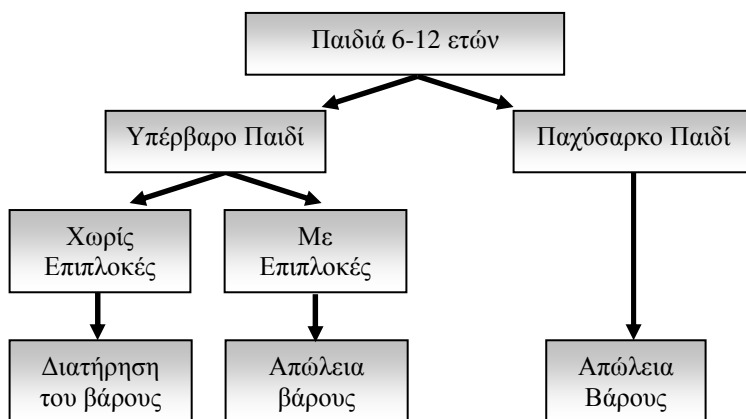 Παιδιά 6-12 ετών
Υπέρβαρο Παιδί
Παχύσαρκο Παιδί
Χωρίς
Επιπλοκές
Με
Επιπλοκές
Διατήρηση
του βάρους
Απώλεια
βάρους
Απώλεια
Βάρους